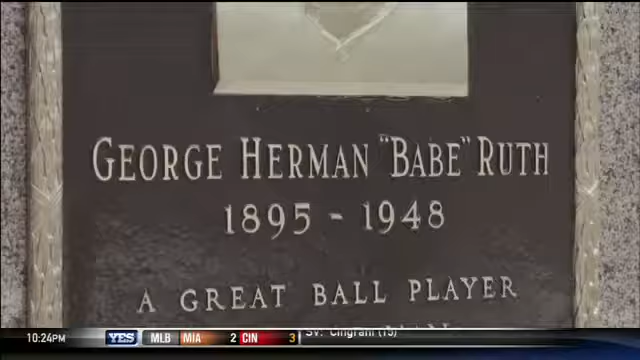 GEORGE HERMAN "BABE" RUTH
1895 - 1948
A GREAT BALL PLAYER
10:24PM YES MLB MIA 2 CIN 3 SV: Cingrani (15)